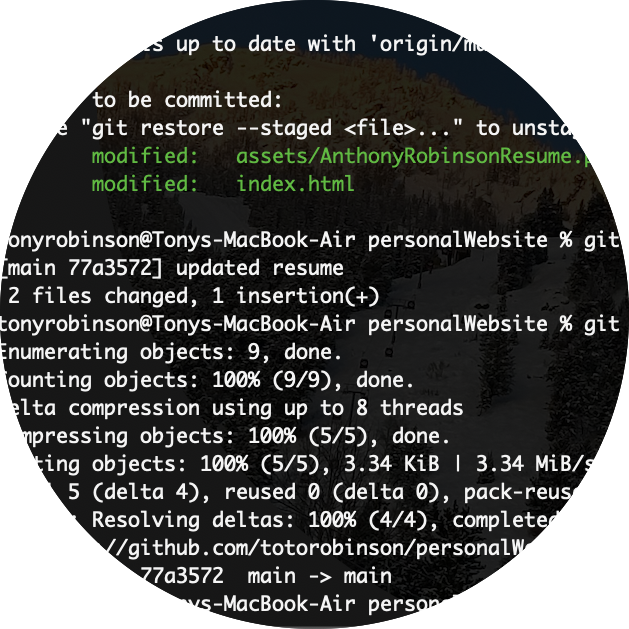 is up to date with 'origin/m
to be committed:
"git restore --staged <file>..." to unsta
modified: assets/AnthonyRobinsonResume.p
modified: index.html
tonyrobinson@Tonys-MacBook-Air personalWebsite % git
[main 77a3572] updated resume
2 files changed, 1 insertion(+)
tonyrobinson@Tonys-MacBook-Air personalWebsite % git
Enumerating objects: 9, done.
ounting objects: 100% (9/9), done.
elta compression using up to 8 threads
mpressing objects: 100% (5/5), done.
ting objects: 100% (5/5), 3.34 KiB | 3.34 MiB/s
5 (delta 4), reused 0 (delta 0), pack-reus
: Resolving deltas: 100% (4/4), completed
//github.com/totorobinson/personalWe
77a3572 main -> main
nys-MacBook-Air person